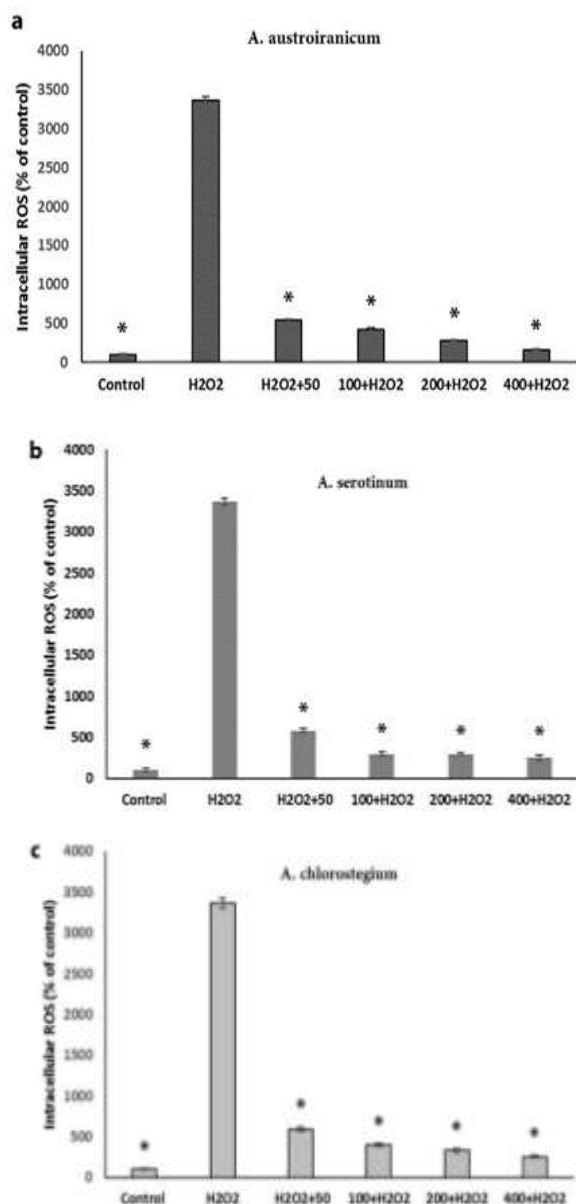 a
A. austroiranicum
Intracellular ROS (% of control)
4000
3500
3000
2500
2000
1500
1000
500
0
* * * * *
Control H2O2 H2O2+50 100+H2O2 200+H2O2 400+H2O2
b
A. serotinum
Intracellular ROS (% of control)
4000
3500
3000
2500
2000
1500
1000
500
0
* * * * *
Control H2O2 H2O2+50 100+H2O2 200+H2O2 400+H2O2
c
A. chlorostegium
Intracellular ROS (% of control)
4000
3500
3000
2500
2000
1500
1000
500
0
* * * * *
Control H2O2 H2O2+50 100+H2O2 200+H2O2 400+H2O2